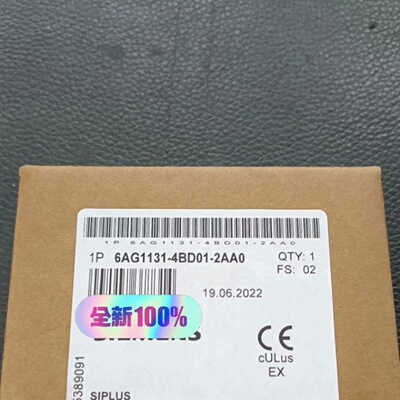 1P 6AG1131-4BD01-2AA0
1P 6AG1131-4BD01-2AA0
QTY: 1
FS: 02
19.06.2022
全新100%
SIEMENS
cULus
EX
5389091
SIPLUS